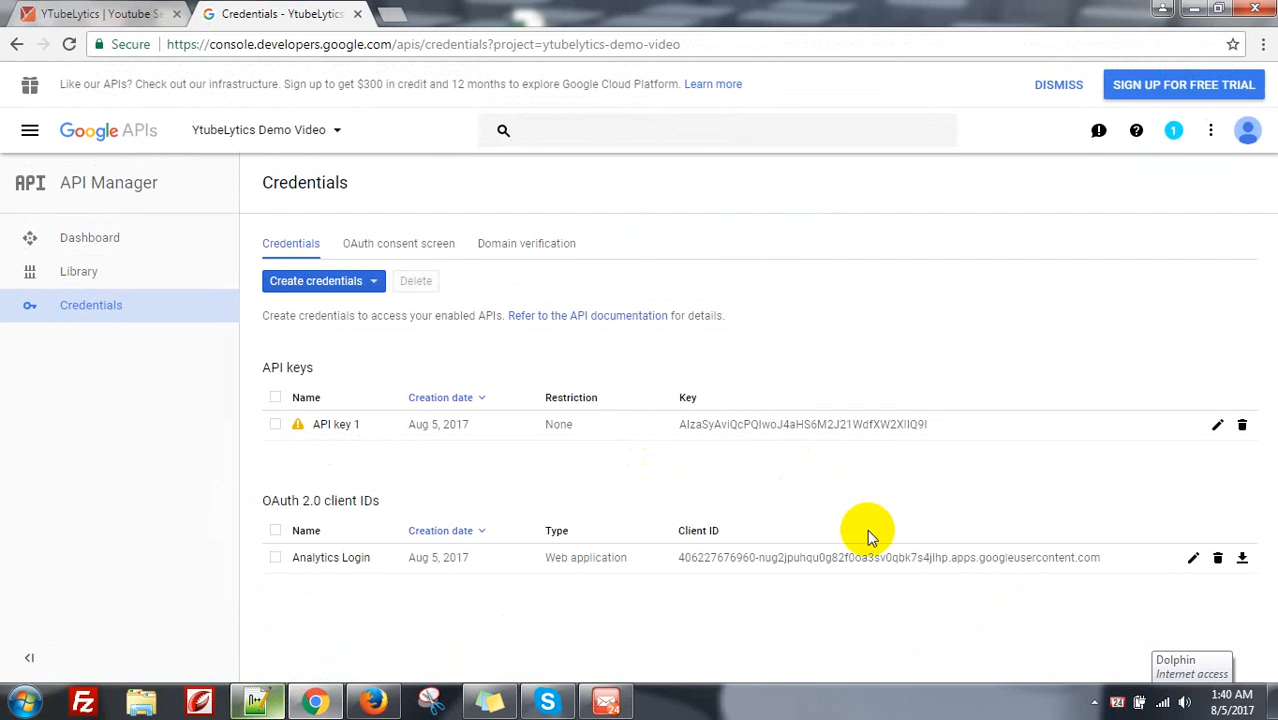 YTubeLytics | Youtube Se
Credentials - YtubeLytics
Secure https://console.developers.google.com/apis/credentials?project=ytubelytics-demo-video
Like our APIs? Check out our infrastructure. Sign up to get $300 in credit and 12 months to explore Google Cloud Platform. Learn more
DISMISS
SIGN UP FOR FREE TRIAL
Google APIs
YtubeLytics Demo Video
1
API API Manager
Credentials
Dashboard
Library
Credentials
Credentials OAuth consent screen Domain verification
Create credentials Delete
Create credentials to access your enabled APIs. Refer to the API documentation for details.
API keys
Name Creation date Restriction Key
API key 1 Aug 5, 2017 None
OAuth 2.0 client IDs
Name Creation date Type Client ID
Analytics Login Aug 5, 2017 Web application
Dolphin
Internet access
24
24
1:40 AM
8/5/2017